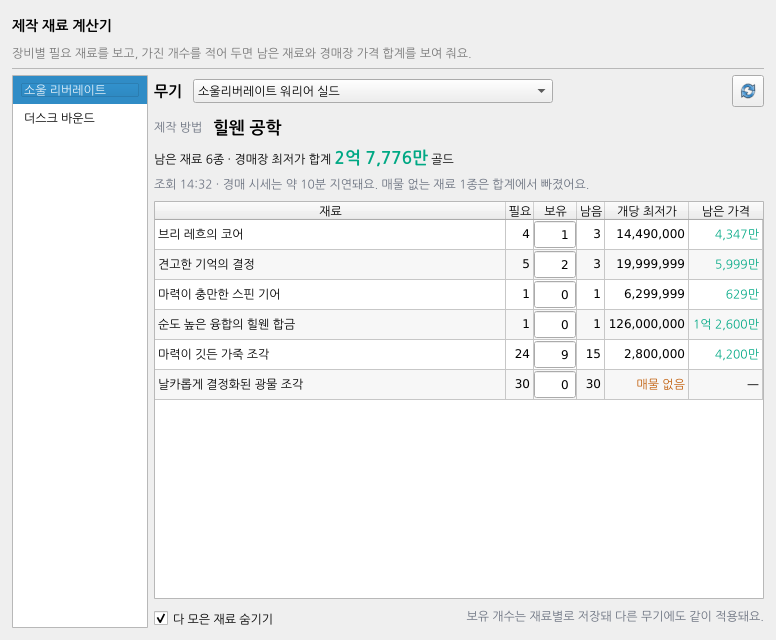 제작 재료 계산기
장비별 필요 재료를 보고, 가진 개수를 적어 두면 남은 재료와 경매장 가격 합계를 보여 줘요.
소울 리버레이트
더스크 바운드
무기 소울리버레이트 워리어 실드
제작 방법 힐웬 공학
남은 재료 6종 · 경매장 최저가 합계 2억 7,776만 골드
조회 14:32 · 경매 시세는 약 10분 지연돼요. 매물 없는 재료 1종은 합계에서 빠졌어요.
재료 필요 보유 남음 개당 최저가 남은 가격
브리 레흐의 코어 4 1 3 14,490,000 4,347만
견고한 기억의 결정 5 2 3 19,999,999 5,999만
마력이 충만한 스핀 기어 1 0 1 6,299,999 629만
순도 높은 융합의 힐웬 합금 1 0 1 126,000,000 1억 2,600만
마력이 깃든 가죽 조각 24 9 15 2,800,000 4,200만
날카롭게 결정화된 광물 조각 30 0 30 매물 없음 —
다 모은 재료 숨기기
보유 개수는 재료별로 저장돼 다른 무기에도 같이 적용돼요.